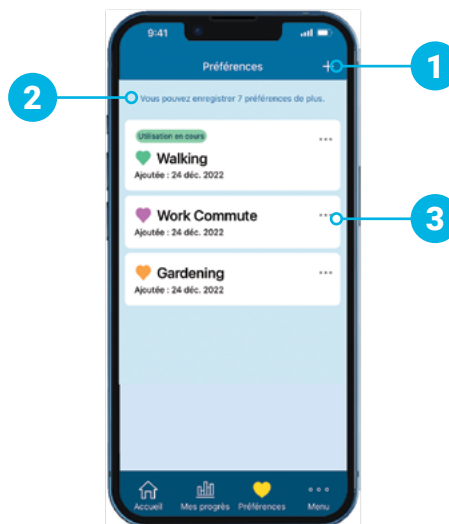 9:41
Préférences +
1
2
Vous pouvez enregistrer 7 préférences de plus.
Utilisation en cours
Walking
Ajoutée : 24 déc. 2022
Work Commute
3
Ajoutée : 24 déc. 2022
Gardening
Ajoutée : 24 déc. 2022
Accueil Mes progrès Préférences Menu